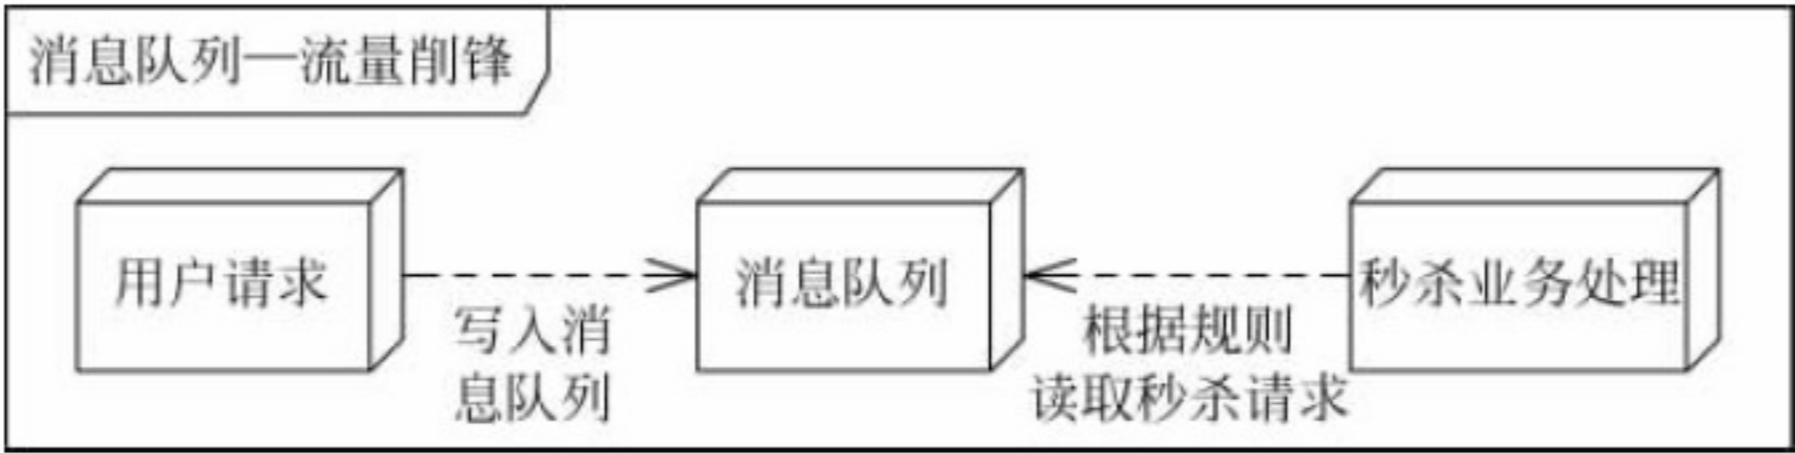 消息队列—流量削锋
用户请求
消息队列
秒杀业务处理
写入消
息队列
根据规则
读取秒杀请求